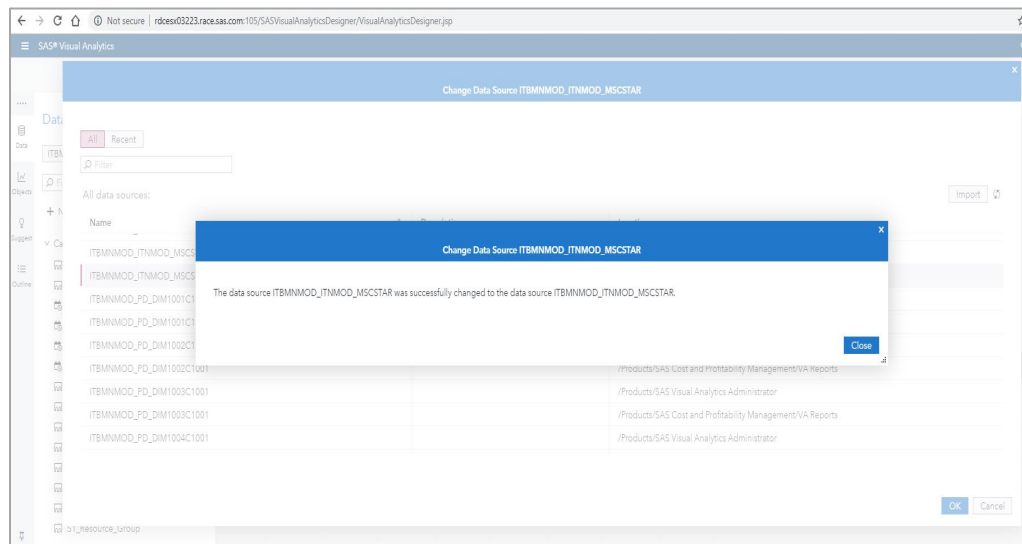 Not secure | rdcesx03223.race.sas.com:105/SASVisualAnalyticsDesigner/VisualAnalyticsDesigner.jsp
SAS® Visual Analytics
x
Change Data Source ITBMNMOD_ITNMOD_MSCSTAR
Data
Data
All Recent
Filter
Objects
All data sources:
Import
Suggest
Name
x
Change Data Source ITBMNMOD_ITNMOD_MSCSTAR
ITBMNMOD_ITNMOD_MSCS
Outline
ITBMNMOD_ITNMOD_MSCS
The data source ITBMNMOD_ITNMOD_MSCSTAR was successfully changed to the data source ITBMNMOD_ITNMOD_MSCSTAR.
ITBMNMOD_PD_DIM1001C1
ITBMNMOD_PD_DIM1001C1
ITBMNMOD_PD_DIM1002C1
Close
ITBMNMOD_PD_DIM1002C1001 /Products/SAS Cost and Profitability Management/VA Reports
ITBMNMOD_PD_DIM1003C1001 /Products/SAS Visual Analytics Administrator
ITBMNMOD_PD_DIM1003C1001 /Products/SAS Cost and Profitability Management/VA Reports
ITBMNMOD_PD_DIM1004C1001 /Products/SAS Visual Analytics Administrator
OK Cancel
S1_Resource_Group